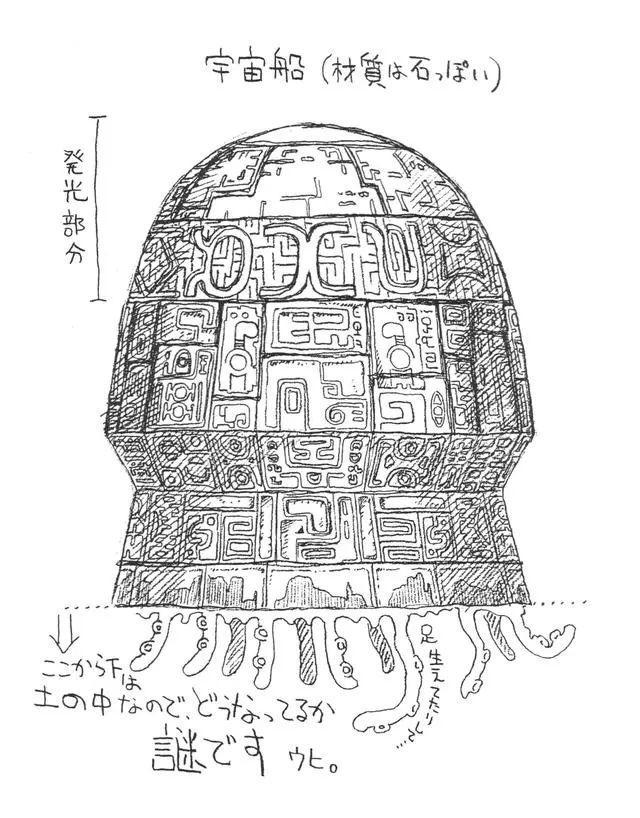 宇宙船（材質は石っぽい）
発光部分
ここから下は
土の中なので、どうなってるか
謎です ウヒ。
足生えてたりさ…